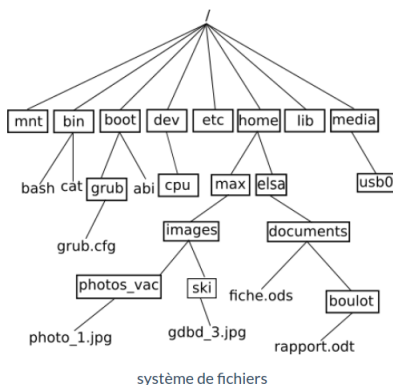 /
mnt bin boot dev etc home lib media
bash cat grub abi cpu max elsa usb0
grub.cfg images documents
photos_vac ski fiche.ods boulot
photo_1.jpg gdbd_3.jpg rapport.odt
système de fichiers